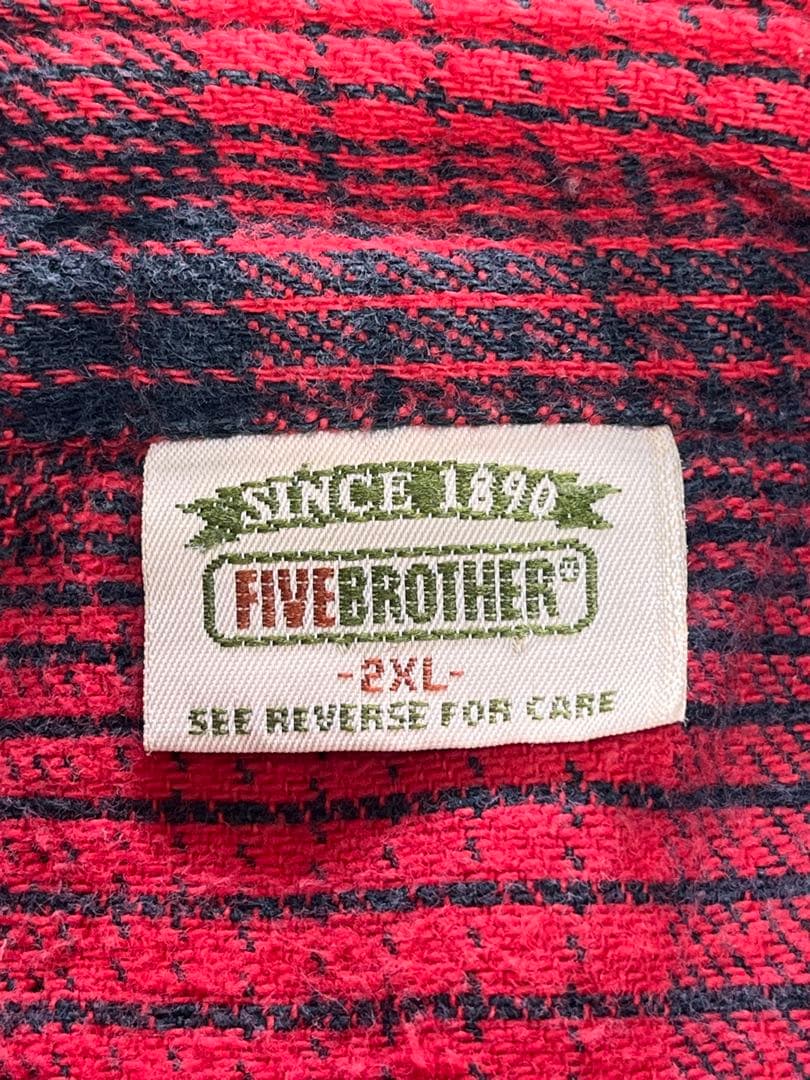 SINCE 1890
FIVEBROTHER®
-2XL-
SEE REVERSE FOR CARE